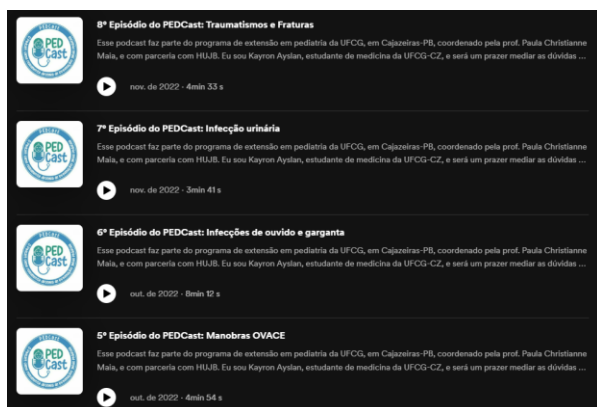 8º Episódio do PEDCast: Traumatismos e Fraturas
Esse podcast faz parte do programa de extensão em pediatria da UFCG, em Cajazeiras-PB, coordenado pela prof. Paula Christianne
Maia, e com parceria com HUJB. Eu sou Kayron Ayslan, estudante de medicina da UFCG-CZ, e será um prazer mediar as dúvidas ...
nov. de 2022 · 4min 33 s
PED
Cast
7º Episódio do PEDCast: Infecção urinária
Esse podcast faz parte do programa de extensão em pediatria da UFCG, em Cajazeiras-PB, coordenado pela prof. Paula Christianne
Maia, e com parceria com HUJB. Eu sou Kayron Ayslan, estudante de medicina da UFCG-CZ, e será um prazer mediar as dúvidas ...
nov. de 2022 · 3min 41 s
PED
Cast
6º Episódio do PEDCast: Infecções de ouvido e garganta
Esse podcast faz parte do programa de extensão em pediatria da UFCG, em Cajazeiras-PB, coordenado pela prof. Paula Christianne
Maia, e com parceria com HUJB. Eu sou Kayron Ayslan, estudante de medicina da UFCG-CZ, e será um prazer mediar as dúvidas ...
out. de 2022 · 8min 12 s
PED
Cast
5º Episódio do PEDCast: Manobras OVACE
Esse podcast faz parte do programa de extensão em pediatria da UFCG, em Cajazeiras-PB, coordenado pela prof. Paula Christianne
Maia, e com parceria com HUJB. Eu sou Kayron Ayslan, estudante de medicina da UFCG-CZ, e será um prazer mediar as dúvidas ...
out. de 2022 · 4min 54 s
PED
Cast